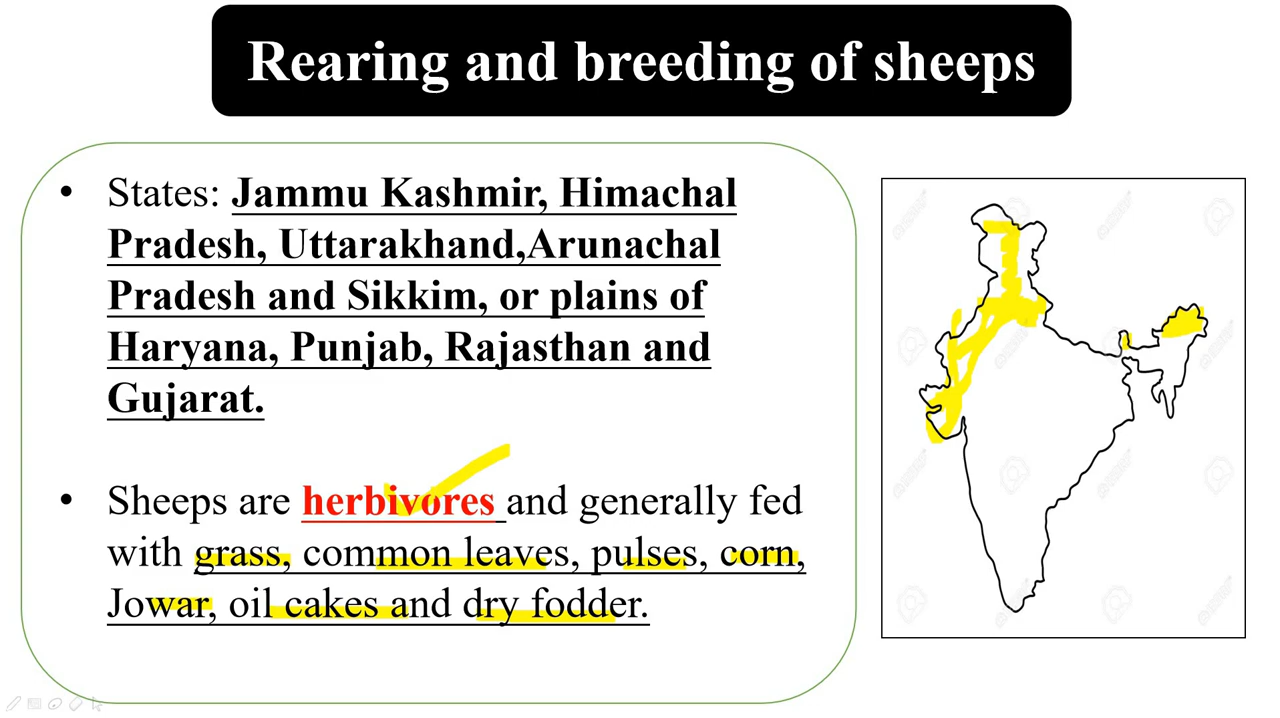 Rearing and breeding of sheeps
• States: Jammu Kashmir, Himachal
Pradesh, Uttarakhand,Arunachal
Pradesh and Sikkim, or plains of
Haryana, Punjab, Rajasthan and
Gujarat.
• Sheeps are herbivores and generally fed
with grass, common leaves, pulses, corn,
Jowar, oil cakes and dry fodder.